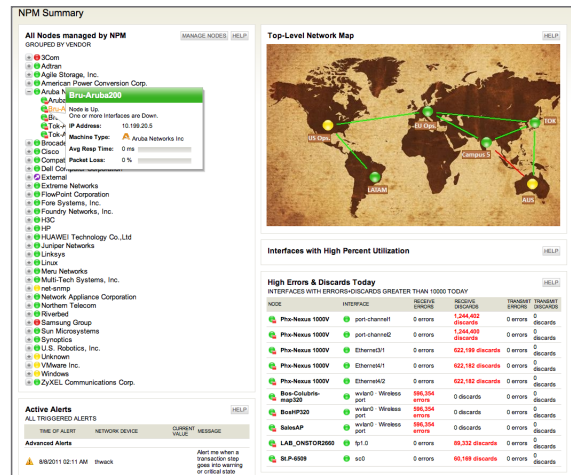 NPM Summary
All Nodes managed by NPM
MANAGE NODES
HELP
GROUPED BY VENDOR
3Com
Adtran
Agile Storage, Inc.
American Power Conversion Corp.
Aruba N
Aruba
Bru-A
Bru
Tok-A
Tok-A
Brocade
Cisco
Compat
Dell Computer Corporation
External
Extreme Networks
FlowPoint Corporation
Fore Systems, Inc.
Foundry Networks, Inc.
H3C
HP
HUAWEI Technology Co.,Ltd
Juniper Networks
Linksys
Linux
Meru Networks
Multi-Tech Systems, Inc.
net-snmp
Network Appliance Corporation
Northern Telecom
Riverbed
Samsung Group
Sun Microsystems
Synoptics
U.S. Robotics, Inc.
Unknown
VMware Inc.
Windows
ZyXEL Communications Corp.
Bru-Aruba200
Node is Up.
One or more Interfaces are Down.
IP Address: 10.199.20.5
Machine Type: Aruba Networks Inc
Avg Resp Time: 0 ms
Packet Loss: 0 %
Active Alerts
HELP
ALL TRIGGERED ALERTS
TIME OF ALERT NETWORK DEVICE CURRENT VALUE MESSAGE
Advanced Alerts
8/9/2011 02:11 AM thwack Alert me when a
transaction step
goes into warning
or critical state
Top-Level Network Map
HELP
US Ops.
EU Ops.
TOK
Campus 5
LATAM
AUS
Interfaces with High Percent Utilization
HELP
High Errors & Discards Today
HELP
INTERFACES WITH ERRORS+DISCARDS GREATER THAN 10000 TODAY
NODE INTERFACE RECEIVE ERRORS RECEIVE DISCARDS TRANSMIT ERRORS TRANSMIT DISCARDS
Phx-Nexus 1000V port-channel1 0 errors 1,244,402 discards 0 errors 0 discards
Phx-Nexus 1000V port-channel2 0 errors 1,244,400 discards 0 errors 0 discards
Phx-Nexus 1000V Ethernet3/1 0 errors 622,199 discards 0 errors 0 discards
Phx-Nexus 1000V Ethernet4/1 0 errors 622,182 discards 0 errors 0 discards
Phx-Nexus 1000V Ethernet4/2 0 errors 622,182 discards 0 errors 0 discards
Bos-Colubris-map320 wvlan0 - Wireless port 596,354 errors 0 discards 0 errors 0 discards
BosHP320 wvlan0 - Wireless port 596,354 errors 0 discards 0 errors 0 discards
SalesAP wvlan0 - Wireless port 596,354 errors 0 discards 0 errors 0 discards
LAB_ONSTOR2660 fp1.0 0 errors 89,332 discards 0 errors 0 discards
St.P-6509 sc0 0 errors 60,169 discards 0 errors 0 discards